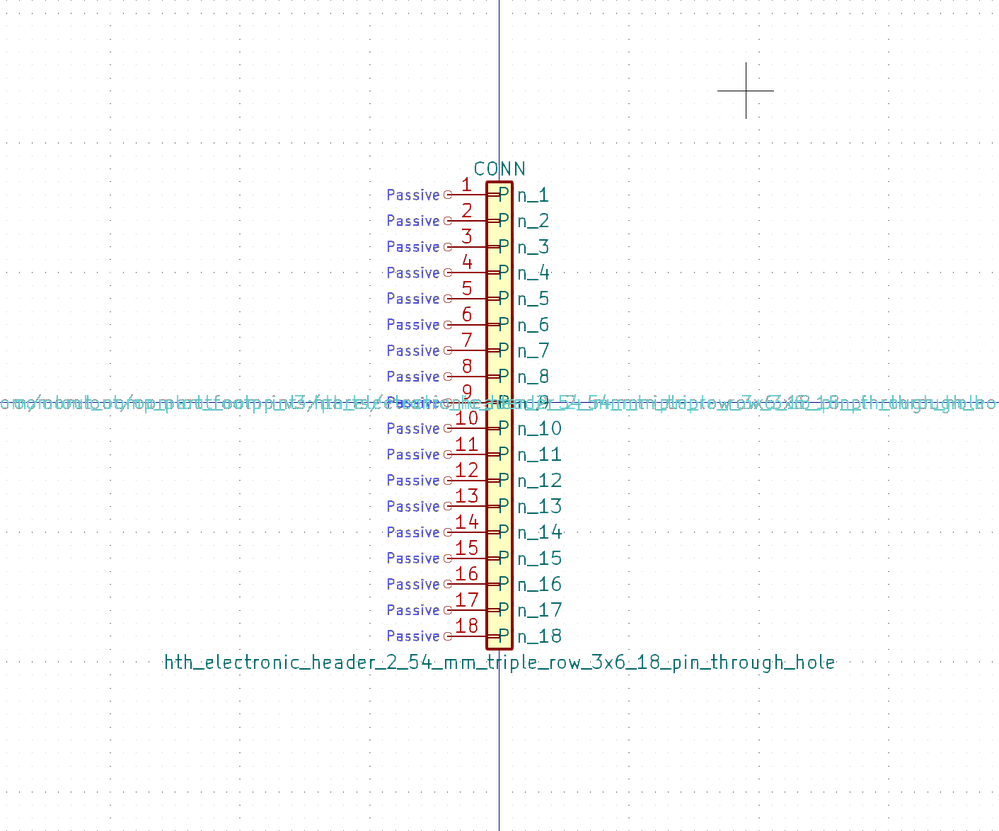 CONN
Passive 1 P n_1
Passive 2 P n_2
Passive 3 P n_3
Passive 4 P n_4
Passive 5 P n_5
Passive 6 P n_6
Passive 7 P n_7
Passive 8 P n_8
Passive 9 n_9
Passive 10 P n_10
Passive 11 P n_11
Passive 12 P n_12
Passive 13 P n_13
Passive 14 P n_14
Passive 15 P n_15
Passive 16 P n_16
Passive 17 P n_17
Passive 18 P n_18
hth_electronic_header_2_54_mm_triple_row_3x6_18_pin_through_hole